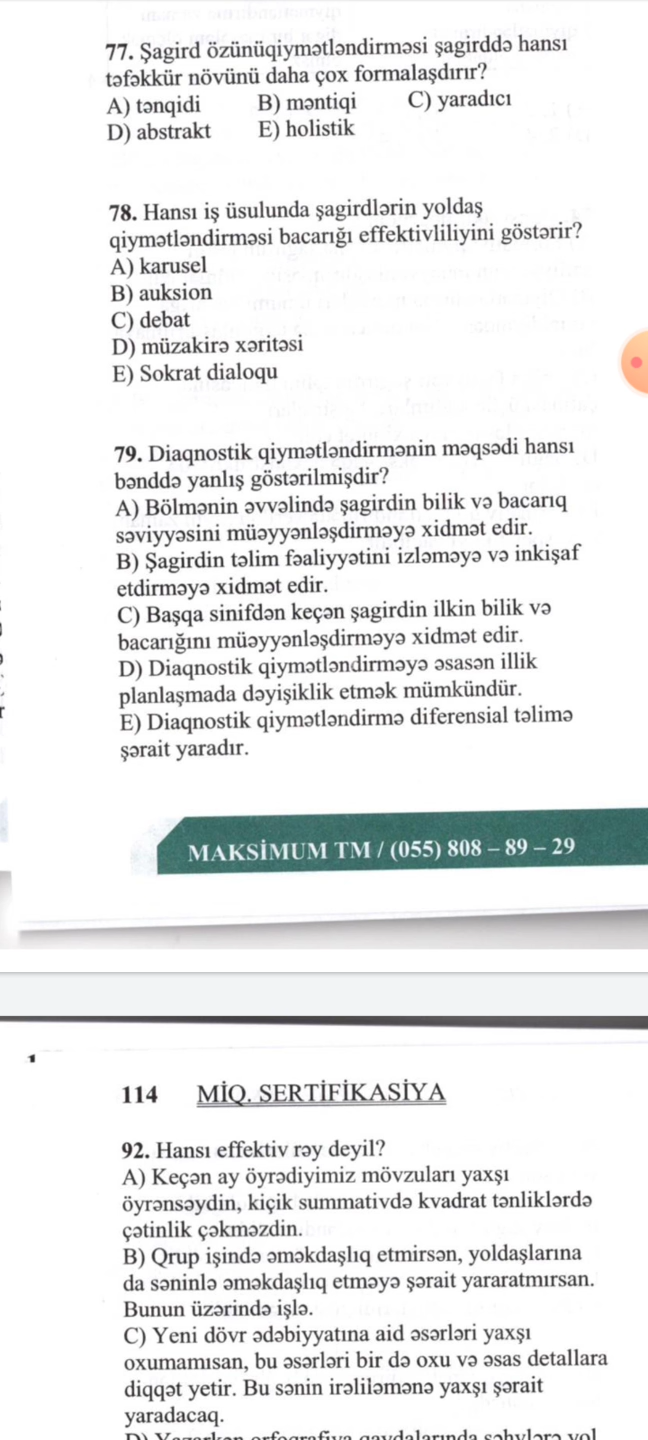 77. Şagird özünüqiymətləndirməsi şagirddə hansı
təfəkkür növünü daha çox formalaşdırır?
A) tənqidi B) məntiqi C) yaradıcı
D) abstrakt E) holistik
78. Hansı iş üsulunda şagirdlərin yoldaş
qiymətləndirməsi bacarığı effektivliliyini göstərir?
A) karusel
B) auksion
C) debat
D) müzakirə xəritəsi
E) Sokrat dialoqu
79. Diaqnostik qiymətləndirmənin məqsədi hansı
bənddə yanlış göstərilmişdir?
A) Bölmənin əvvəlində şagirdin bilik və bacarıq
səviyyəsini müəyyənləşdirməyə xidmət edir.
B) Şagirdin təlim fəaliyyətini izləməyə və inkişaf
etdirməyə xidmət edir.
C) Başqa sinifdən keçən şagirdin ilkin bilik və
bacarığını müəyyənləşdirməyə xidmət edir.
D) Diaqnostik qiymətləndirməyə əsasən illik
planlaşmada dəyişiklik etmək mümkündür.
E) Diaqnostik qiymətləndirmə diferensial təlimə
şərait yaradır.
MAKSİMUM TM / (055) 808 – 89 – 29
114 MİQ. SERTİFİKASİYA
92. Hansı effektiv rəy deyil?
A) Keçən ay öyrədiyimiz mövzuları yaxşı
öyrənsəydin, kiçik summativdə kvadrat tənliklərdə
çətinlik çəkməzdin.
B) Qrup işində əməkdaşlıq etmirsən, yoldaşlarına
da səninlə əməkdaşlıq etməyə şərait yararatmırsan.
Bunun üzərində işlə.
C) Yeni dövr ədəbiyyatına aid əsərləri yaxşı
oxumamısan, bu əsərləri bir də oxu və əsas detallara
diqqət yetir. Bu sənin irəliləmənə yaxşı şərait
yaradacaq.
D) Yazarkən orfoqrafiya qaydalarında səhvlərə yol